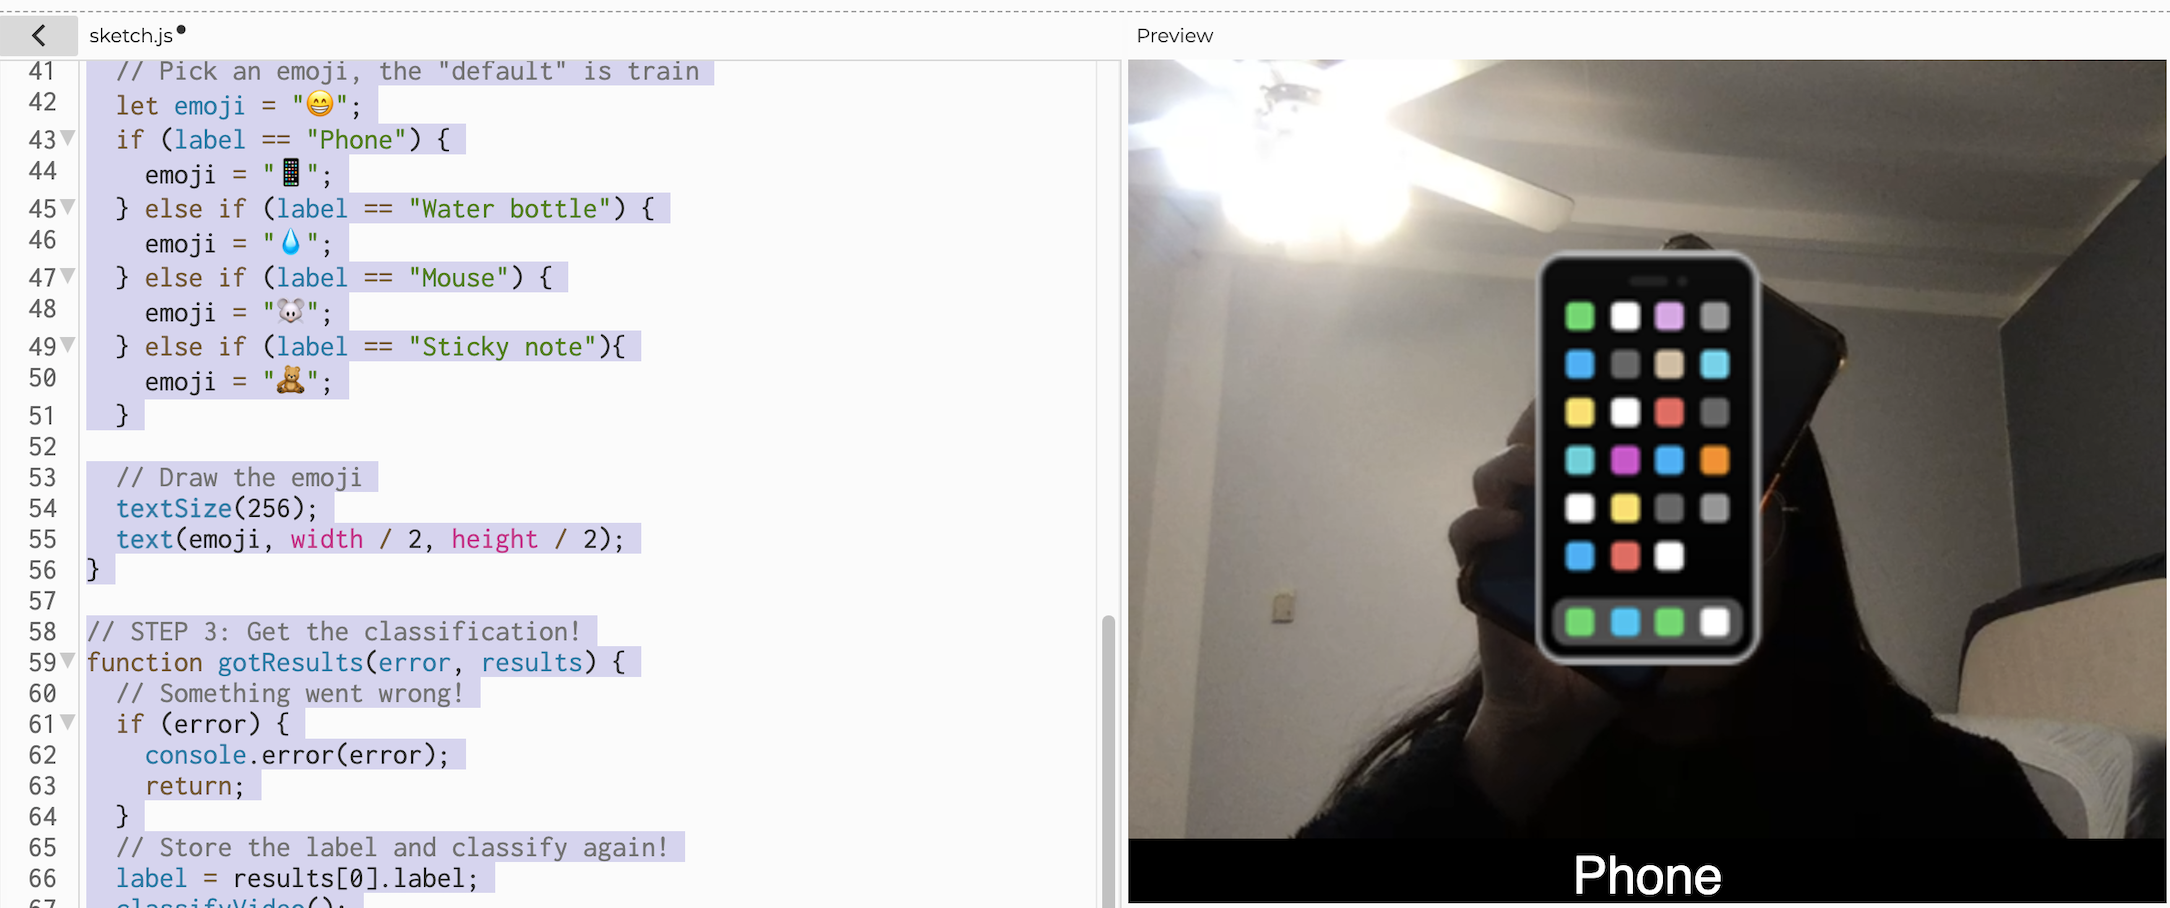 sketch.js
Preview
41 // Pick an emoji, the "default" is train
42 let emoji = "😁";
43 if (label == "Phone") {
44 emoji = "📱";
45 } else if (label == "Water bottle") {
46 emoji = "💧";
47 } else if (label == "Mouse") {
48 emoji = "🐭";
49 } else if (label == "Sticky note"){
50 emoji = "🧸";
51 }
52
53 // Draw the emoji
54 textSize(256);
55 text(emoji, width / 2, height / 2);
56 }
57
58 // STEP 3: Get the classification!
59 function gotResults(error, results) {
60 // Something went wrong!
61 if (error) {
62 console.error(error);
63 return;
64 }
65 // Store the label and classify again!
66 label = results[0].label;
67 classifyVideo();
Phone